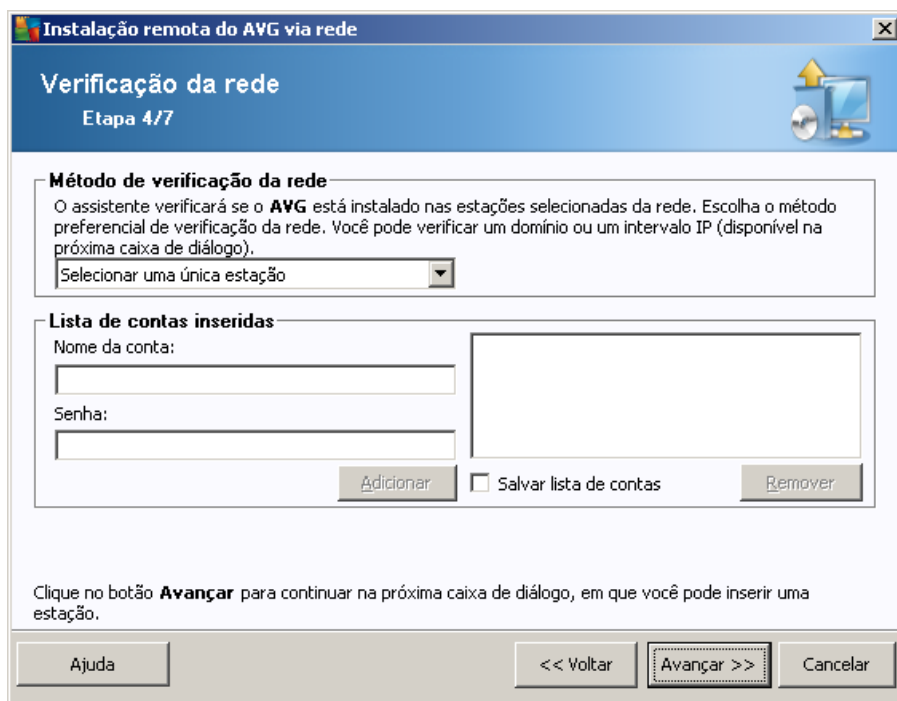 Instalação remota do AVG via rede
Verificação da rede
Etapa 4/7
Método de verificação da rede
O assistente verificará se o AVG está instalado nas estações selecionadas da rede. Escolha o método
preferencial de verificação da rede. Você pode verificar um domínio ou um intervalo IP (disponível na
próxima caixa de diálogo).
Selecionar uma única estação
Lista de contas inseridas
Nome da conta:
Senha:
Adicionar
Salvar lista de contas
Remover
Clique no botão Avançar para continuar na próxima caixa de diálogo, em que você pode inserir uma
estação.
Ajuda
<< Voltar
Avançar >>
Cancelar